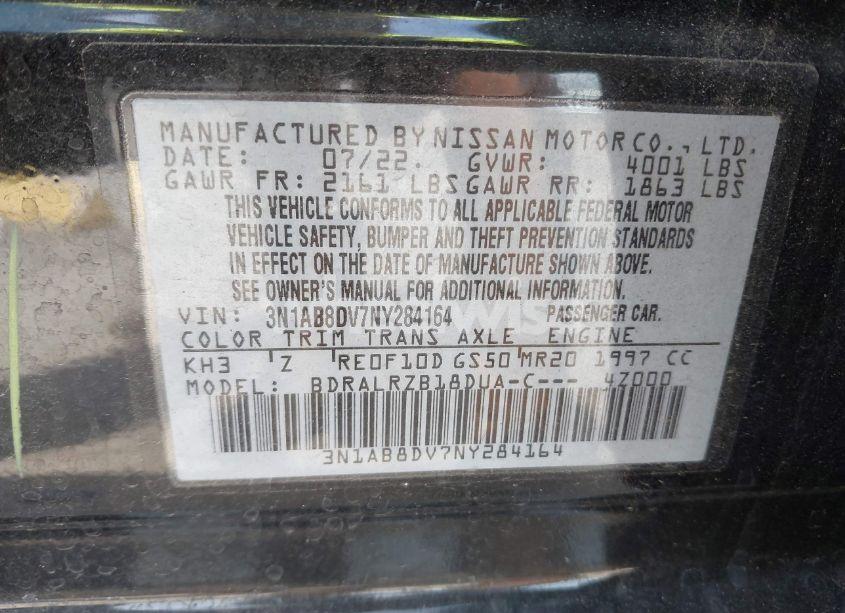 MANUFACTURED BY NISSAN MOTOR CO., LTD.
DATE: 07/22. GVWR: 4001 LBS
GAWR FR: 2161 LBS GAWR RR: 1863 LBS
THIS VEHICLE CONFORMS TO ALL APPLICABLE FEDERAL MOTOR
VEHICLE SAFETY, BUMPER AND THEFT PREVENTION STANDARDS
IN EFFECT ON THE DATE OF MANUFACTURE SHOWN ABOVE.
SEE OWNER'S MANUAL FOR ADDITIONAL INFORMATION.
VIN: 3N1AB8DV7NY284164 PASSENGER CAR.
COLOR TRIM TRANS AXLE ENGINE
KH3 Z RE0F10D GS50 MR20 1997 CC
MODEL: BDRALRZB18DUA-C--- 4Z000
3N1AB8DV7NY284164